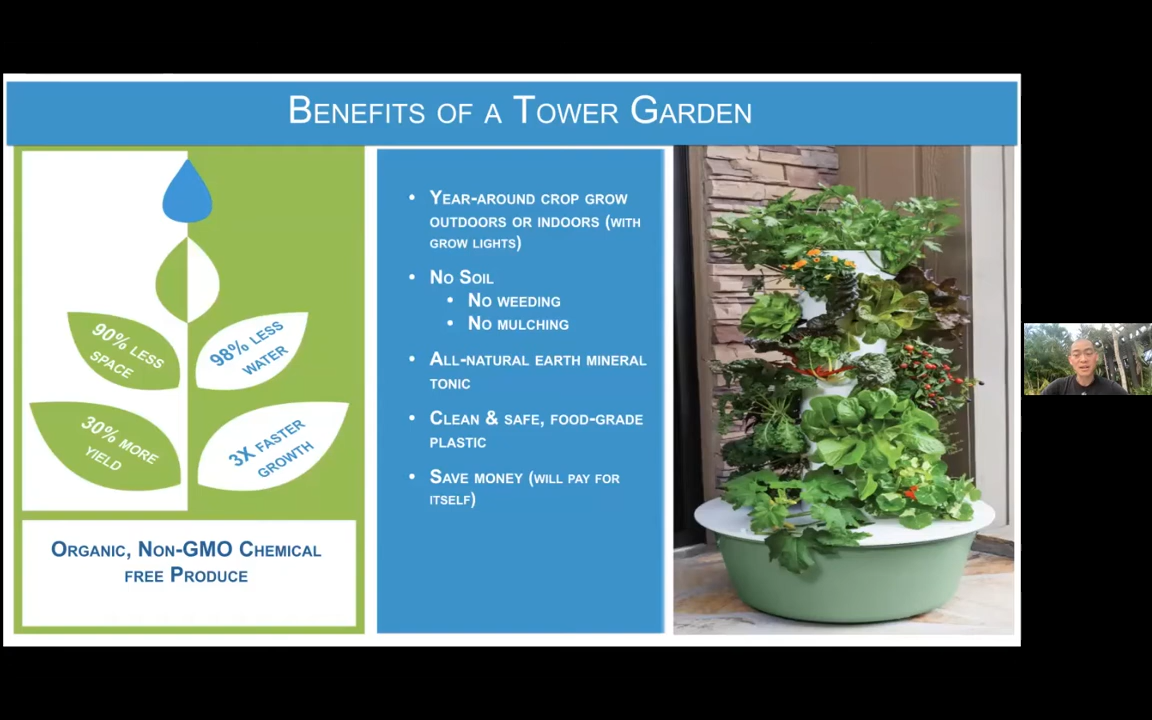 Benefits of a Tower Garden
90% less
space
98% less
water
30% more
yield
3x faster
growth
Organic, Non-GMO Chemical
free Produce
• Year-around crop grow
outdoors or indoors (with
grow lights)
• No Soil
• No weeding
• No mulching
• All-natural earth mineral
tonic
• Clean & safe, food-grade
plastic
• Save money (will pay for
itself)